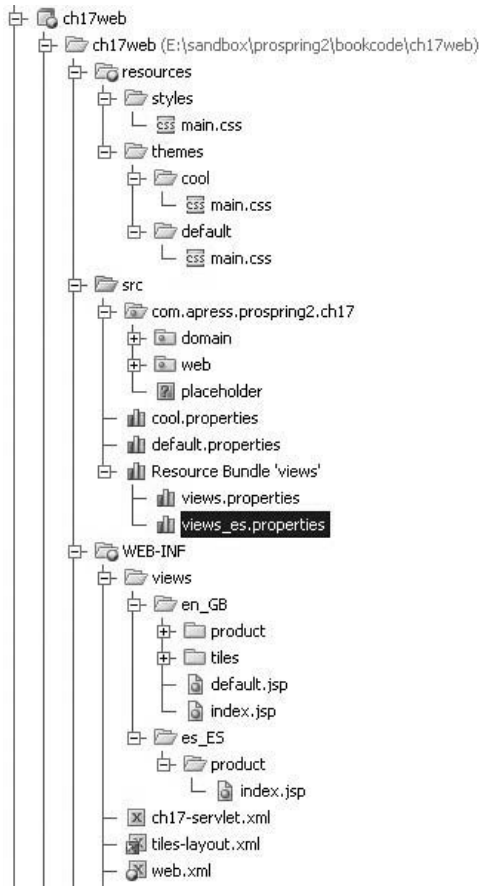 ch17web
ch17web (E:\sandbox\prospring2\bookcode\ch17web)
resources
styles
main.css
themes
cool
main.css
default
main.css
src
com.apress.prospring2.ch17
domain
web
placeholder
cool.properties
default.properties
Resource Bundle 'views'
views.properties
views_es.properties
WEB-INF
views
en_GB
product
tiles
default.jsp
index.jsp
es_ES
product
index.jsp
ch17-servlet.xml
tiles-layout.xml
web.xml